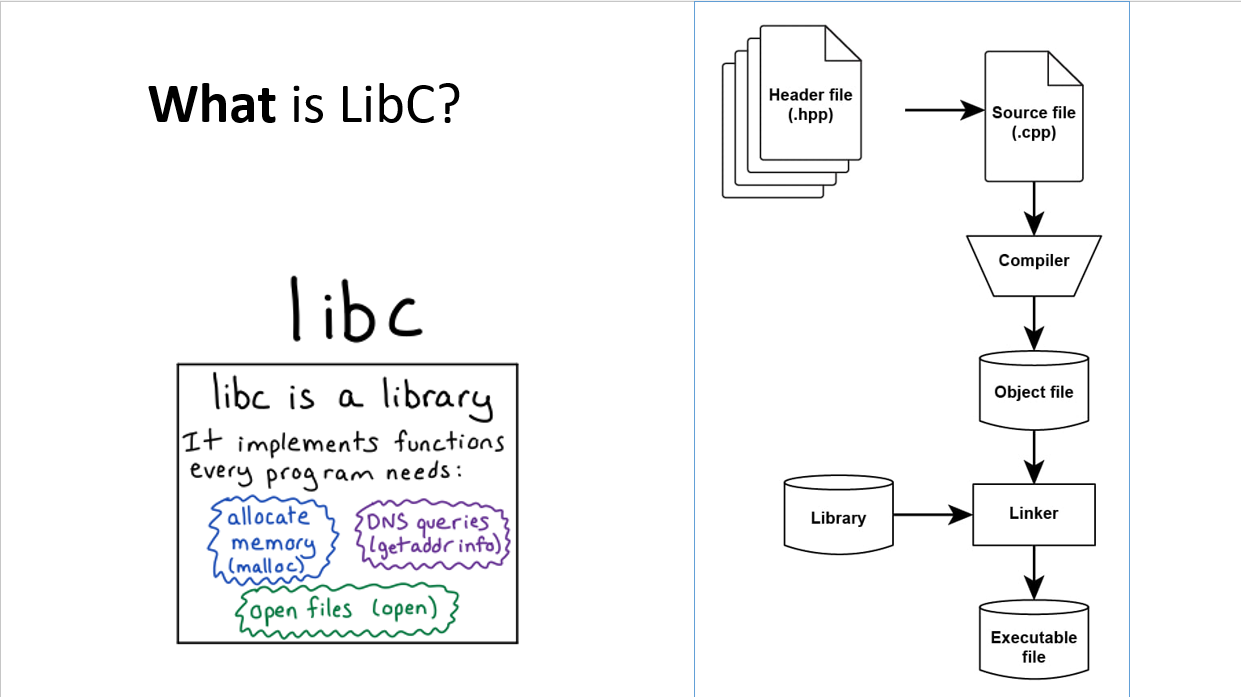 What is LibC?
libc
libc is a library
It implements functions
every program needs:
allocate
memory
(malloc)
DNS queries
(getaddrinfo)
open files (open)
Header file
(.hpp)
Source file
(.cpp)
Compiler
Object file
Library
Linker
Executable
file